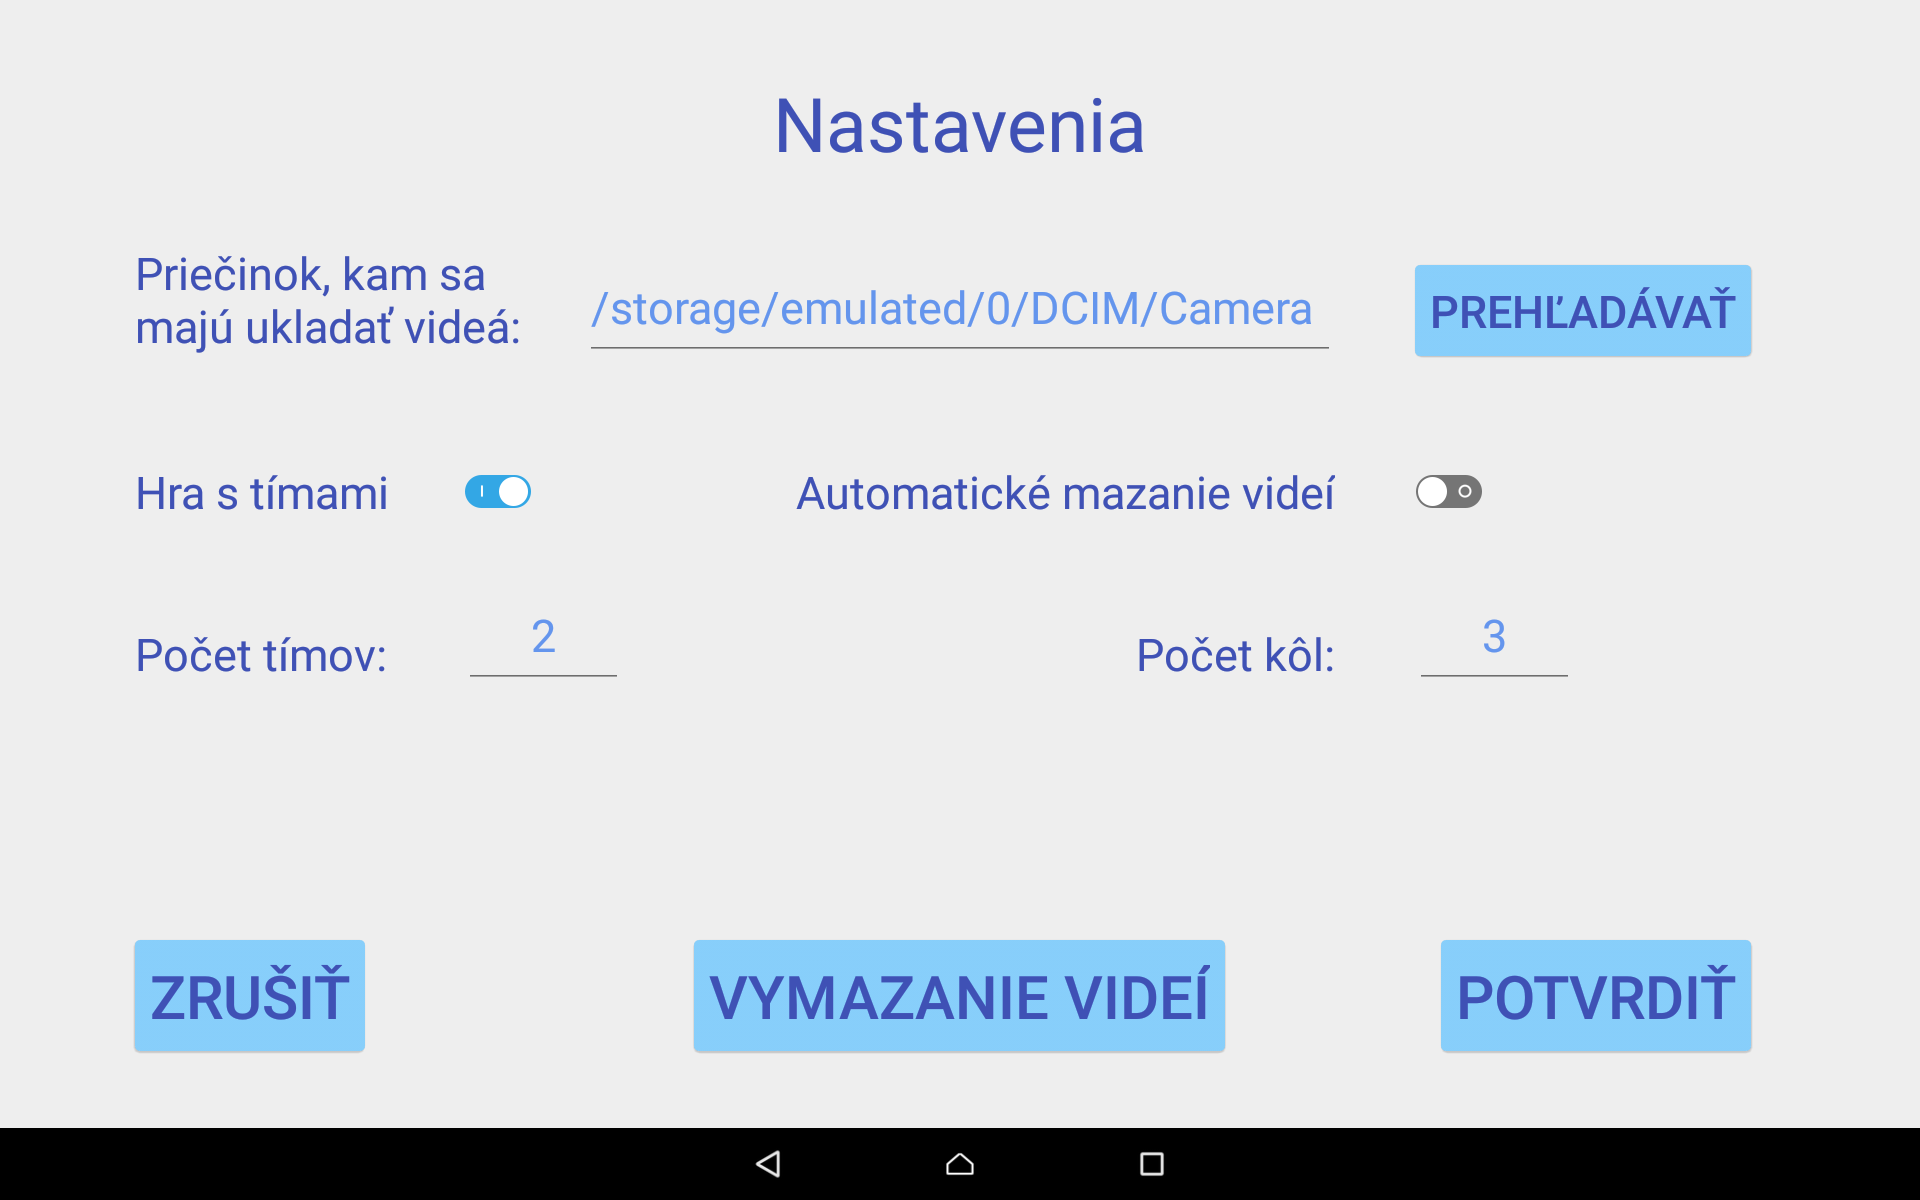 Nastavenia
Priečinok, kam sa
majú ukladať videá:
/storage/emulated/0/DCIM/Camera
PREHĽADÁVAŤ
Hra s tímami
Automatické mazanie videí
Počet tímov:
2
Počet kôl:
3
ZRUŠIŤ
VYMAZANIE VIDEÍ
POTVRDIŤ